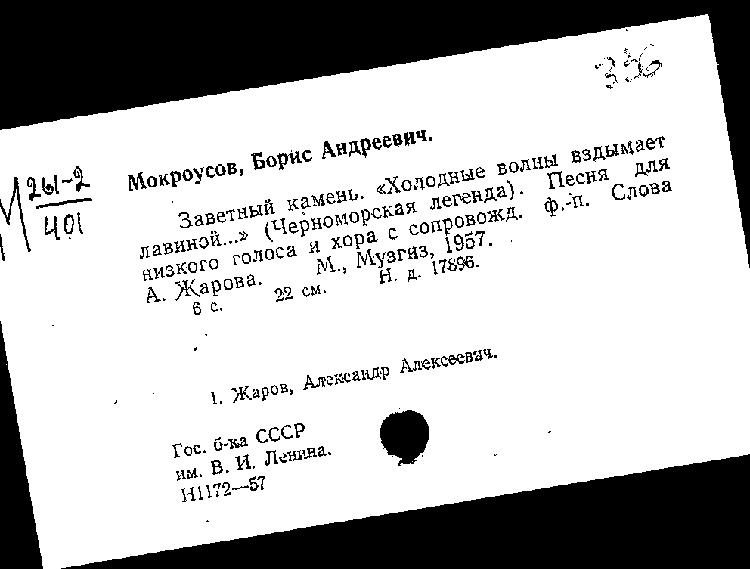 336
М 261-2
401
Мокроусов, Борис Андреевич.
Заветный камень. «Холодные волны вздымает
лавиной...» (Черноморская легенда). Песня для
низкого голоса и хора с сопровожд. ф.-п. Слова
А. Жарова. М., Музгиз, 1957.
6 с. 22 см. Н. д. 17896.
1. Жаров, Александр Алексеевич.
Гос. б-ка СССР
им. В. И. Ленина.
Н1172—57